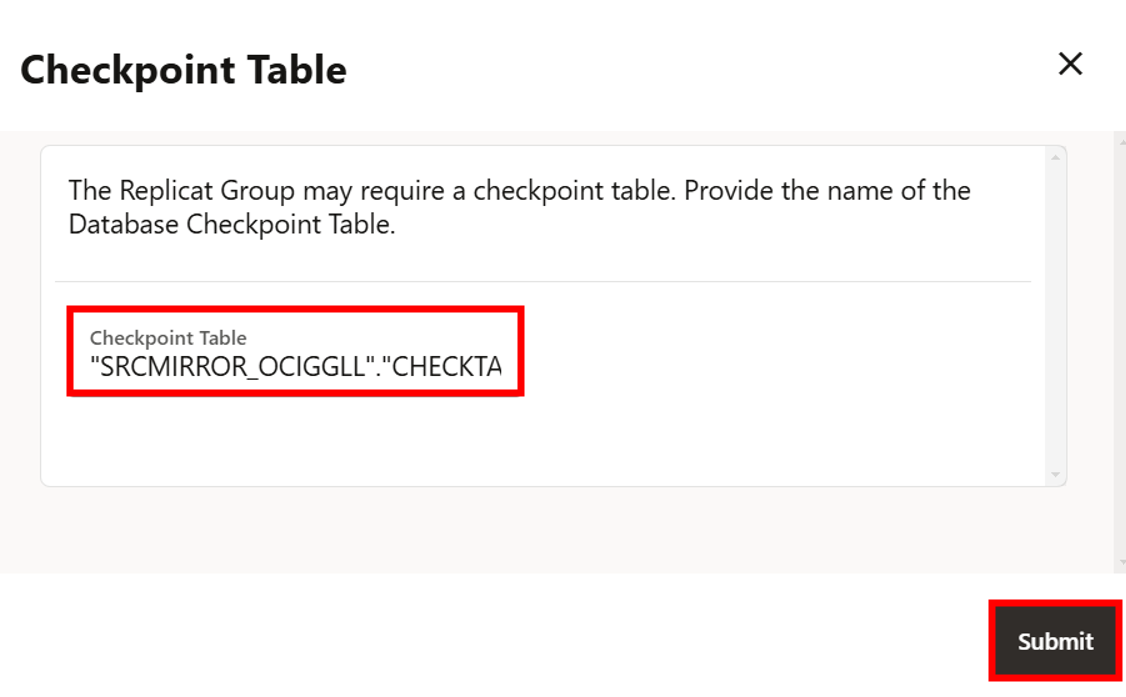 Checkpoint Table
The Replicat Group may require a checkpoint table. Provide the name of the
Database Checkpoint Table.
Checkpoint Table
"SRCMIRROR_OCIGGLL"."CHECKTA
Submit